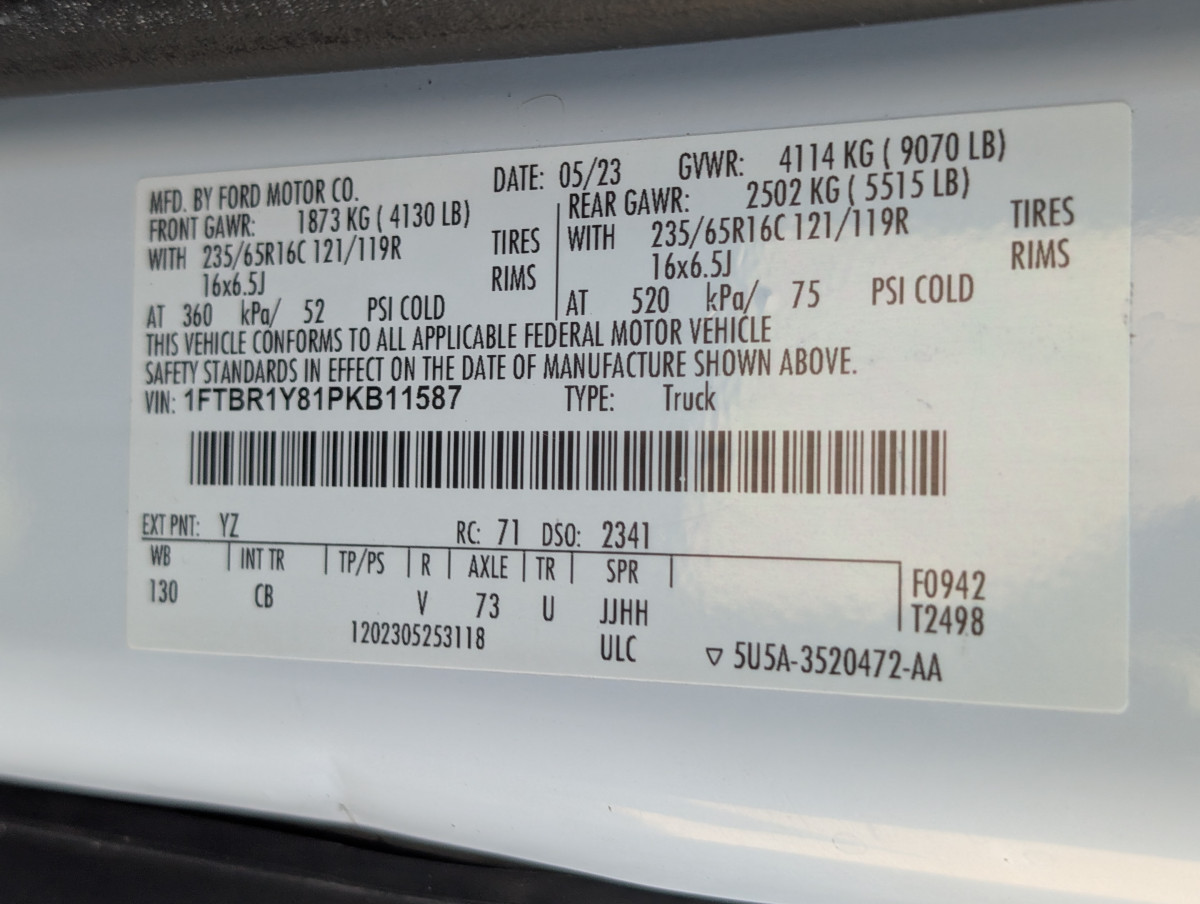 MFD. BY FORD MOTOR CO. DATE: 05/23 GVWR: 4114 KG ( 9070 LB)
FRONT GAWR: 1873 KG ( 4130 LB) REAR GAWR: 2502 KG ( 5515 LB)
WITH 235/65R16C 121/119R TIRES WITH 235/65R16C 121/119R TIRES
16x6.5J RIMS 16x6.5J RIMS
AT 360 kPa/ 52 PSI COLD AT 520 kPa/ 75 PSI COLD
THIS VEHICLE CONFORMS TO ALL APPLICABLE FEDERAL MOTOR VEHICLE
SAFETY STANDARDS IN EFFECT ON THE DATE OF MANUFACTURE SHOWN ABOVE.
VIN: 1FTBR1Y81PKB11587 TYPE: Truck
EXT PNT: YZ RC: 71 DSO: 2341
WB INT TR TP/PS R AXLE TR SPR F0942
130 CB V 73 U JJHH T2498
1202305253118 ULC ▽ 5U5A-3520472-AA